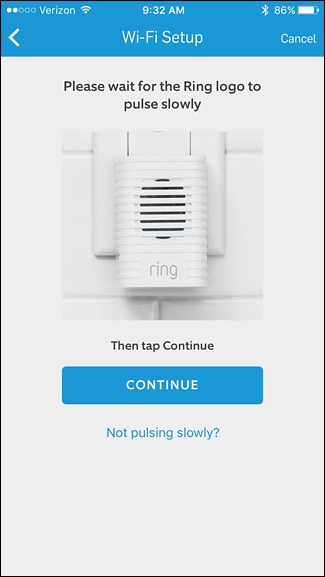 Verizon 9:32 AM 86%
Wi-Fi Setup Cancel
Please wait for the Ring logo to
pulse slowly
ring
Then tap Continue
CONTINUE
Not pulsing slowly?